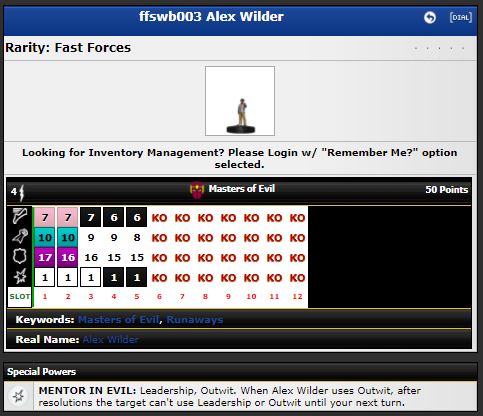 ffswb003 Alex Wilder
[DIAL]
Rarity: Fast Forces
Looking for Inventory Management? Please Login w/ "Remember Me?" option
selected.
4 Masters of Evil 50 Points
7 7 7 6 6 KO KO KO KO KO KO KO
10 10 9 9 8 KO KO KO KO KO KO KO
17 16 16 15 15 KO KO KO KO KO KO KO
1 1 1 1 1 KO KO KO KO KO KO KO
SLOT 1 2 3 4 5 6 7 8 9 10 11 12
Keywords: Masters of Evil, Runaways
Real Name: Alex Wilder
Special Powers
MENTOR IN EVIL: Leadership, Outwit. When Alex Wilder uses Outwit, after
resolutions the target can't use Leadership or Outwit until your next turn.